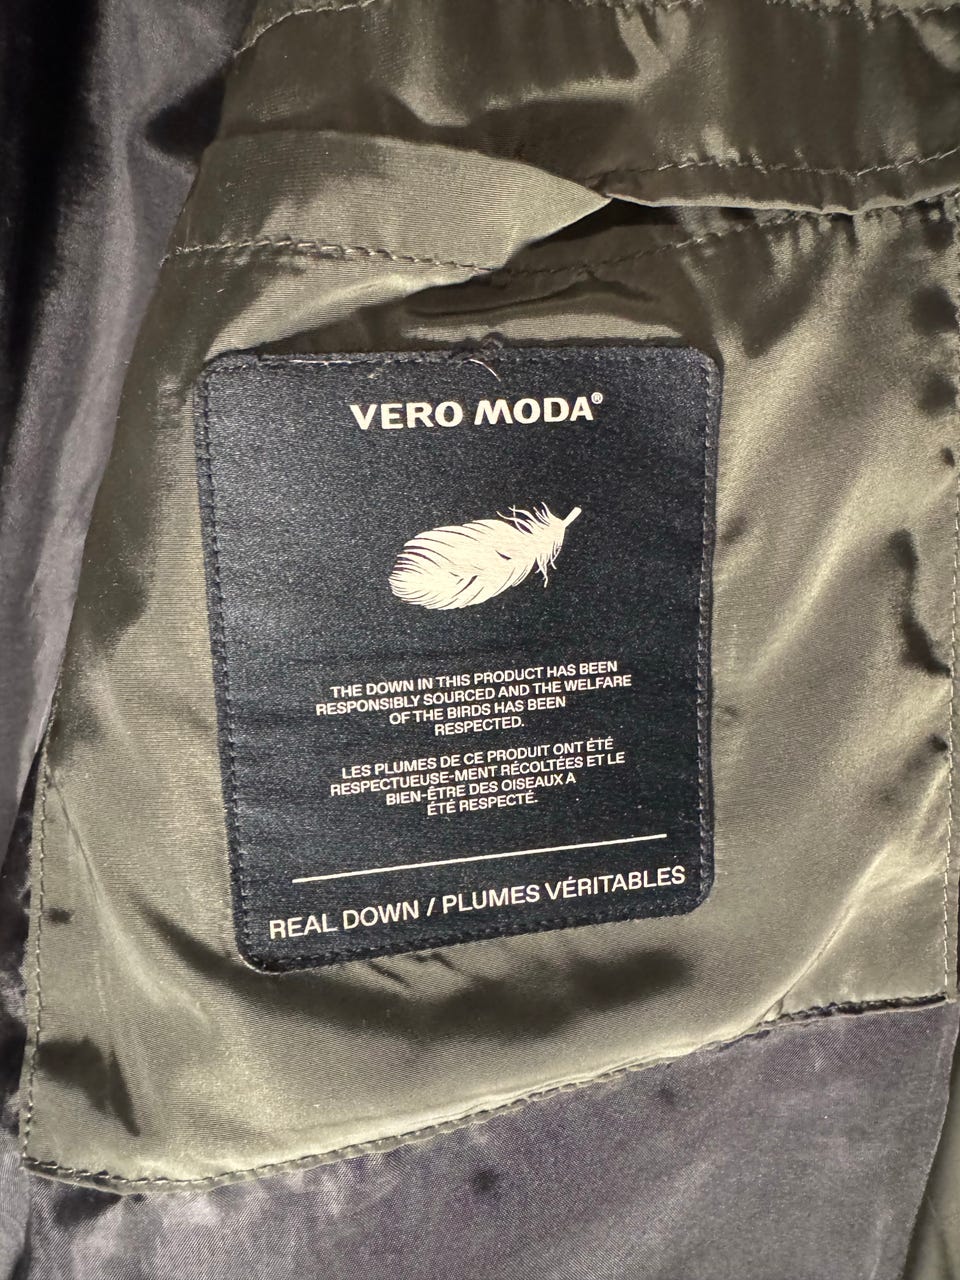 VERO MODA®
THE DOWN IN THIS PRODUCT HAS BEEN
RESPONSIBLY SOURCED AND THE WELFARE
OF THE BIRDS HAS BEEN
RESPECTED.
LES PLUMES DE CE PRODUIT ONT ÉTÉ
RESPECTUEUSE-MENT RÉCOLTÉES ET LE
BIEN-ÊTRE DES OISEAUX A
ÉTÉ RESPECTÉ.
REAL DOWN / PLUMES VÉRITABLES